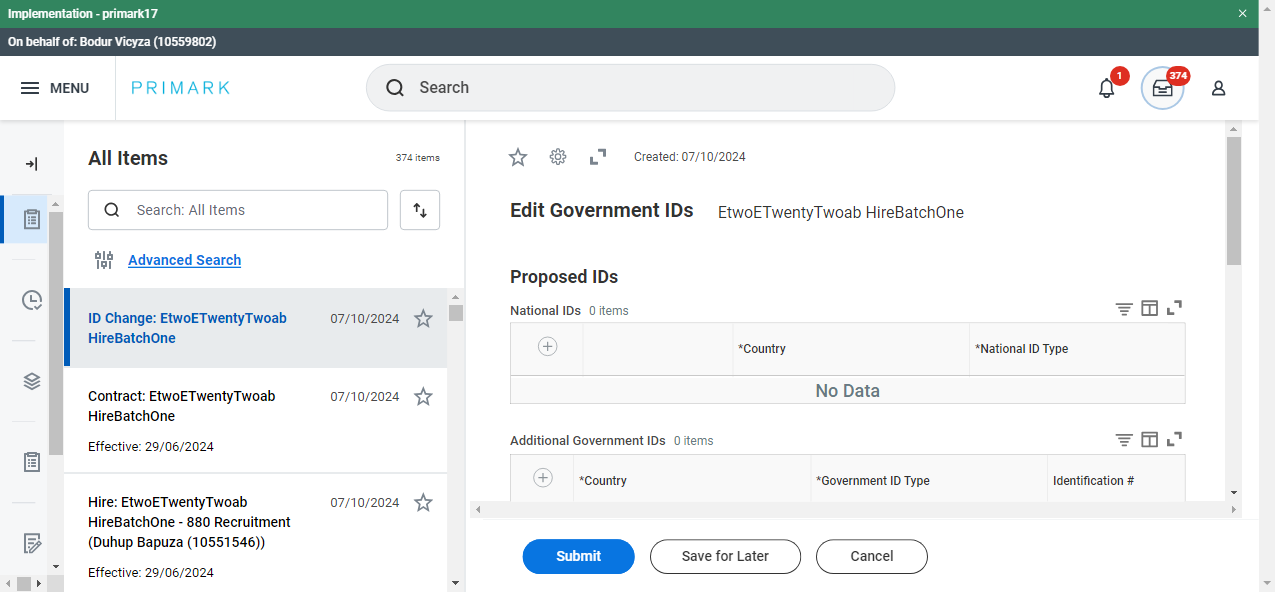 Implementation - primark17
On behalf of: Bodur Vicyza (10559802)
MENU
PRIMARK
Search
1
374
All Items
374 items
Search: All Items
Advanced Search
ID Change: EtwoETwentyTwoab
HireBatchOne
07/10/2024
Contract: EtwoETwentyTwoab
HireBatchOne
07/10/2024
Effective: 29/06/2024
Hire: EtwoETwentyTwoab
HireBatchOne - 880 Recruitment
(Duhup Bapuza (10551546))
07/10/2024
Effective: 29/06/2024
Created: 07/10/2024
Edit Government IDs EtwoETwentyTwoab HireBatchOne
Proposed IDs
National IDs 0 items
*Country *National ID Type
No Data
Additional Government IDs 0 items
*Country *Government ID Type Identification #
Submit Save for Later Cancel